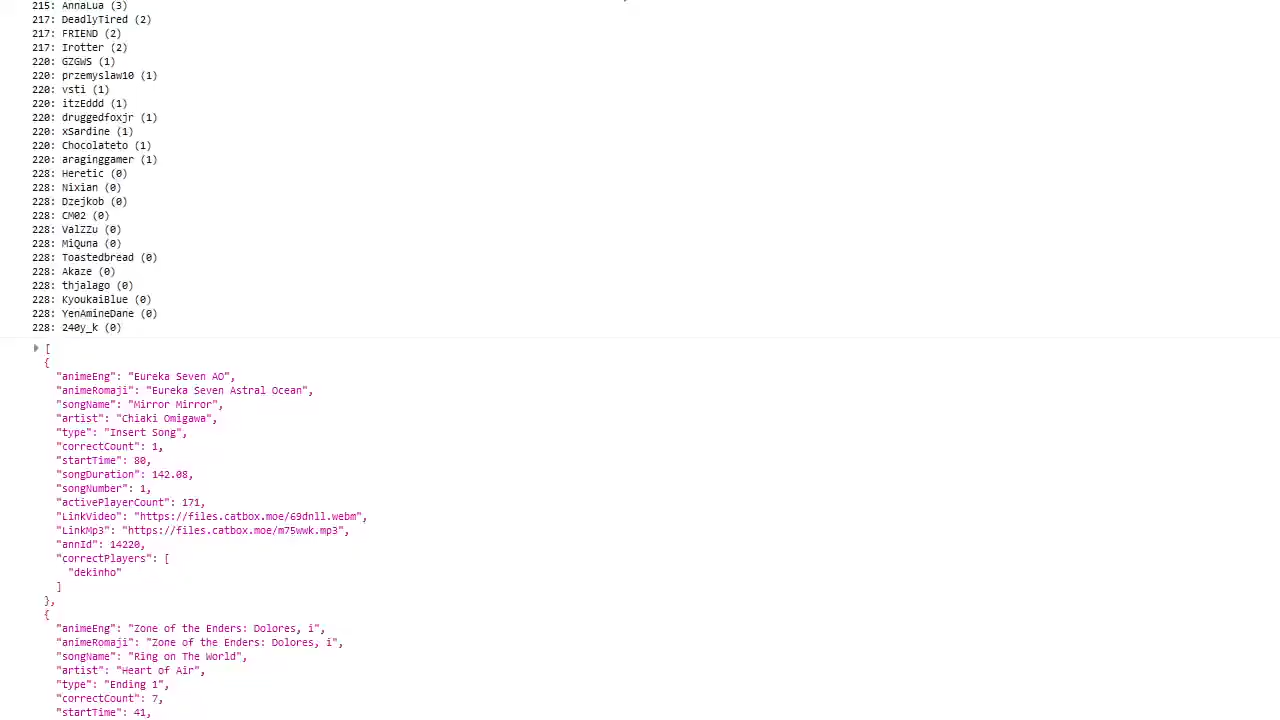 215: AnnaLua (3)
217: DeadlyTired (2)
217: FRIEND (2)
217: Irotter (2)
220: GZGWS (1)
220: przemyslaw10 (1)
220: vsti (1)
220: itzEddd (1)
220: druggedfoxjr (1)
220: xSardine (1)
220: Chocolateto (1)
220: araginggamer (1)
228: Heretic (0)
228: Nixian (0)
228: Dzejkob (0)
228: CM02 (0)
228: ValZZu (0)
228: MiQuna (0)
228: Toastedbread (0)
228: Akaze (0)
228: thjalago (0)
228: KyoukaiBlue (0)
228: YenAmineDane (0)
228: 240y_k (0)
[
{
"animeEng": "Eureka Seven AO",
"animeRomaji": "Eureka Seven Astral Ocean",
"songName": "Mirror Mirror",
"artist": "Chiaki Omigawa",
"type": "Insert Song",
"correctCount": 1,
"startTime": 80,
"songDuration": 142.08,
"songNumber": 1,
"activePlayerCount": 171,
"LinkVideo": "https://files.catbox.moe/69dnll.webm",
"LinkMp3": "https://files.catbox.moe/m75wwk.mp3",
"annId": 14220,
"correctPlayers": [
"dekinho"
]
},
{
"animeEng": "Zone of the Enders: Dolores, i",
"animeRomaji": "Zone of the Enders: Dolores, i",
"songName": "Ring on The World",
"artist": "Heart of Air",
"type": "Ending 1",
"correctCount": 7,
"startTime": 41,